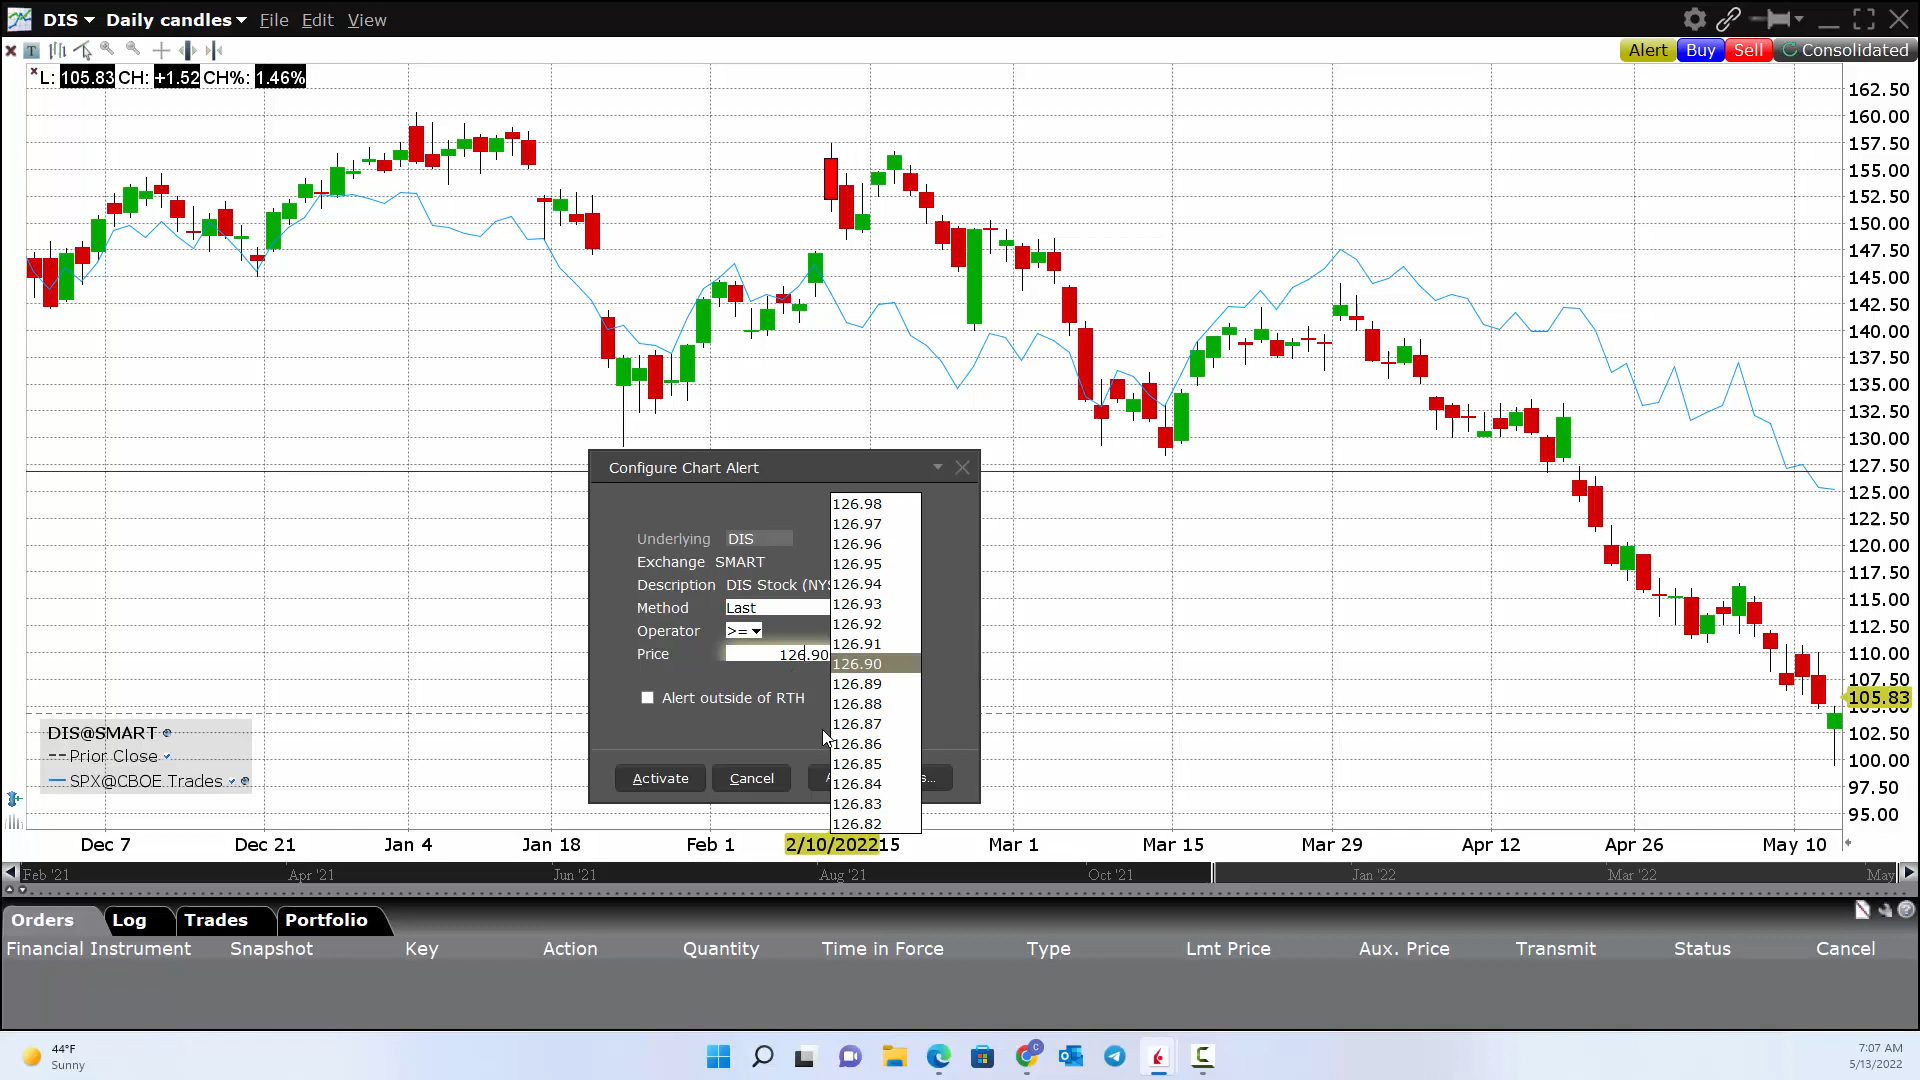 DIS Daily candles File Edit View
Alert Buy Sell Consolidated
L: 105.83 CH: +1.52 CH%: 1.46%
162.50
160.00
157.50
155.00
152.50
150.00
147.50
145.00
142.50
140.00
137.50
135.00
132.50
130.00
127.50
125.00
122.50
120.00
117.50
115.00
112.50
110.00
107.50
105.83
102.50
100.00
97.50
95.00
Configure Chart Alert
Underlying DIS
Exchange SMART
Description DIS Stock (NYS
Method Last
Operator >=
Price 126.90
Alert outside of RTH
Activate Cancel
126.98
126.97
126.96
126.95
126.94
126.93
126.92
126.91
126.90
126.89
126.88
126.87
126.86
126.85
126.84
126.83
126.82
DIS@SMART
Prior Close
SPX@CBOE Trades
Dec 7 Dec 21 Jan 4 Jan 18 Feb 1 2/10/2022 15 Mar 1 Mar 15 Mar 29 Apr 12 Apr 26 May 10
Feb '21 Apr '21 Jun '21 Aug '21 Oct '21 Jan '22 Mar '22 May
Orders Log Trades Portfolio
Financial Instrument Snapshot Key Action Quantity Time in Force Type Lmt Price Aux. Price Transmit Status Cancel
44°F
Sunny
7:07 AM
5/13/2022